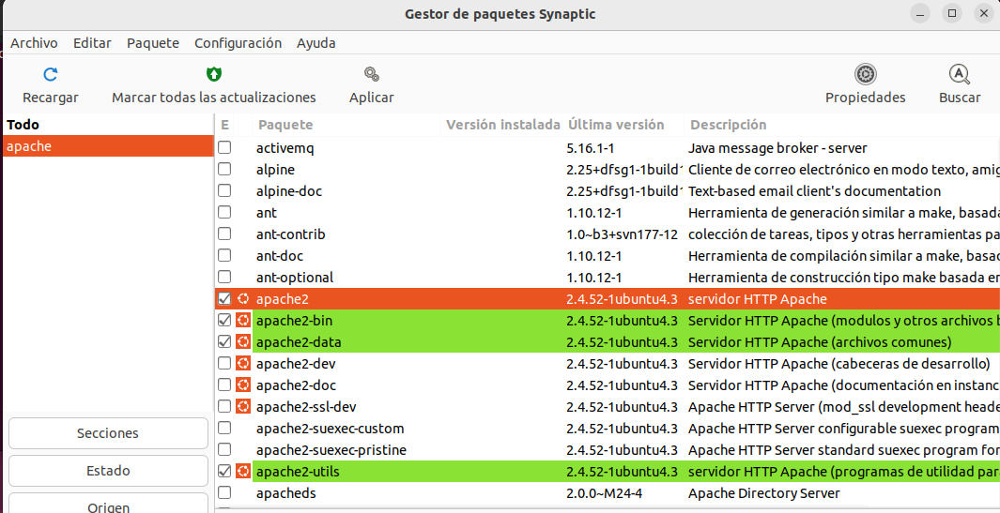 Gestor de paquetes Synaptic
Archivo Editar Paquete Configuración Ayuda
Recargar Marcar todas las actualizaciones Aplicar Propiedades Buscar
Todo
apache
E Paquete Versión instalada Última versión Descripción
activemq 5.16.1-1 Java message broker - server
alpine 2.25+dfsg1-1build1 Cliente de correo electrónico en modo texto, amig
alpine-doc 2.25+dfsg1-1build1 Text-based email client's documentation
ant 1.10.12-1 Herramienta de generación similar a make, basada
ant-contrib 1.0~b3+svn177-12 colección de tareas, tipos y otras herramientas pa
ant-doc 1.10.12-1 Herramienta de compilación similar a make, basad
ant-optional 1.10.12-1 Herramienta de construcción tipo make basada en
apache2 2.4.52-1ubuntu4.3 servidor HTTP Apache
apache2-bin 2.4.52-1ubuntu4.3 Servidor HTTP Apache (modulos y otros archivos b
apache2-data 2.4.52-1ubuntu4.3 Servidor HTTP Apache (archivos comunes)
apache2-dev 2.4.52-1ubuntu4.3 Servidor HTTP Apache (cabeceras de desarrollo)
apache2-doc 2.4.52-1ubuntu4.3 Servidor HTTP Apache (documentación en instanc
apache2-ssl-dev 2.4.52-1ubuntu4.3 Apache HTTP Server (mod_ssl development heade
apache2-suexec-custom 2.4.52-1ubuntu4.3 Apache HTTP Server configurable suexec program
apache2-suexec-pristine 2.4.52-1ubuntu4.3 Apache HTTP Server standard suexec program for
apache2-utils 2.4.52-1ubuntu4.3 servidor HTTP Apache (programas de utilidad par
apacheds 2.0.0~M24-4 Apache Directory Server
Secciones
Estado
Origen